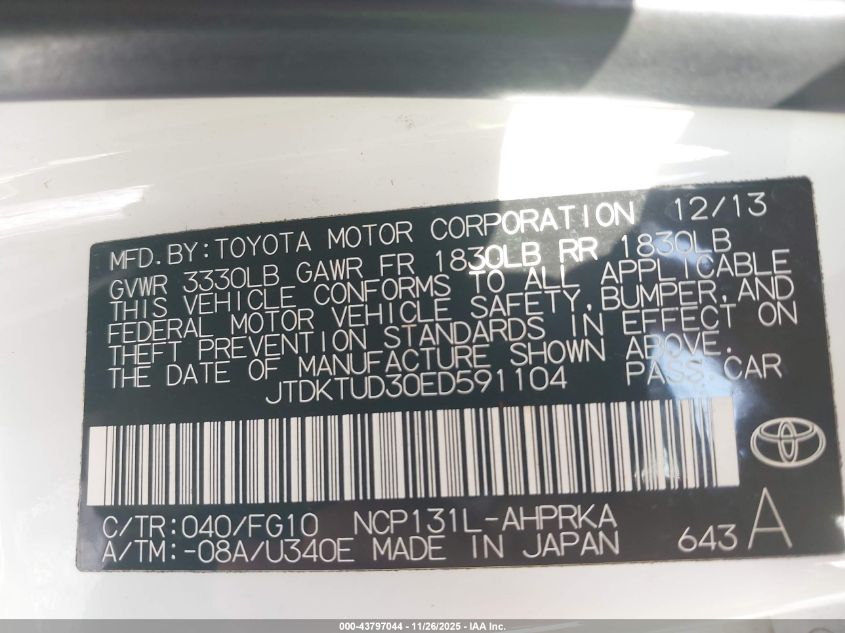 MFD.BY:TOYOTA MOTOR CORPORATION 12/13
GVWR 3330LB GAWR FR 1830LB RR 1830LB
THIS VEHICLE CONFORMS TO ALL APPLICABLE
FEDERAL MOTOR VEHICLE SAFETY,BUMPER,AND
THEFT PREVENTION STANDARDS IN EFFECT ON
THE DATE OF MANUFACTURE SHOWN ABOVE.
JTDKTUD30ED591104 PASS.CAR
C/TR:040/FG10 NCP131L-AHPRKA
A/TM:-08A/U340E MADE IN JAPAN 643 A
000-43797044 - 11/26/2025 - IAA Inc.